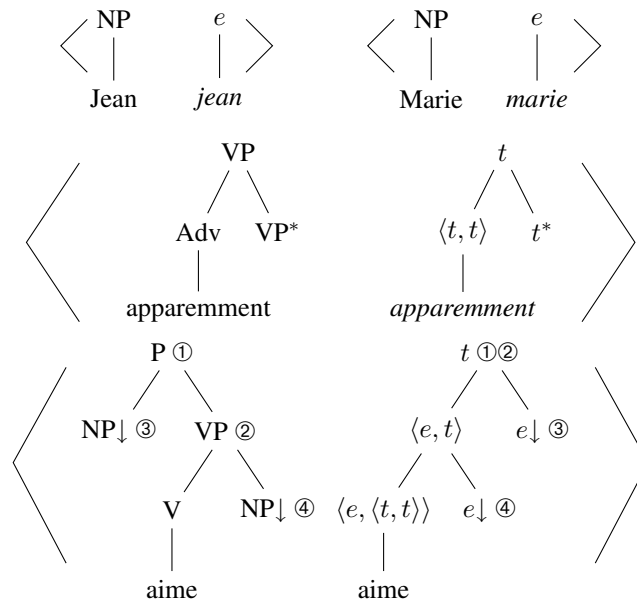 NP e NP e
Jean jean Marie marie
VP t
Adv VP* ⟨t, t⟩ t*
apparemment apparemment
P ① t ①②
NP↓ ③ VP ② ⟨e, t⟩ e↓ ③
V NP↓ ④ ⟨e, ⟨t, t⟩⟩ e↓ ④
aime aime